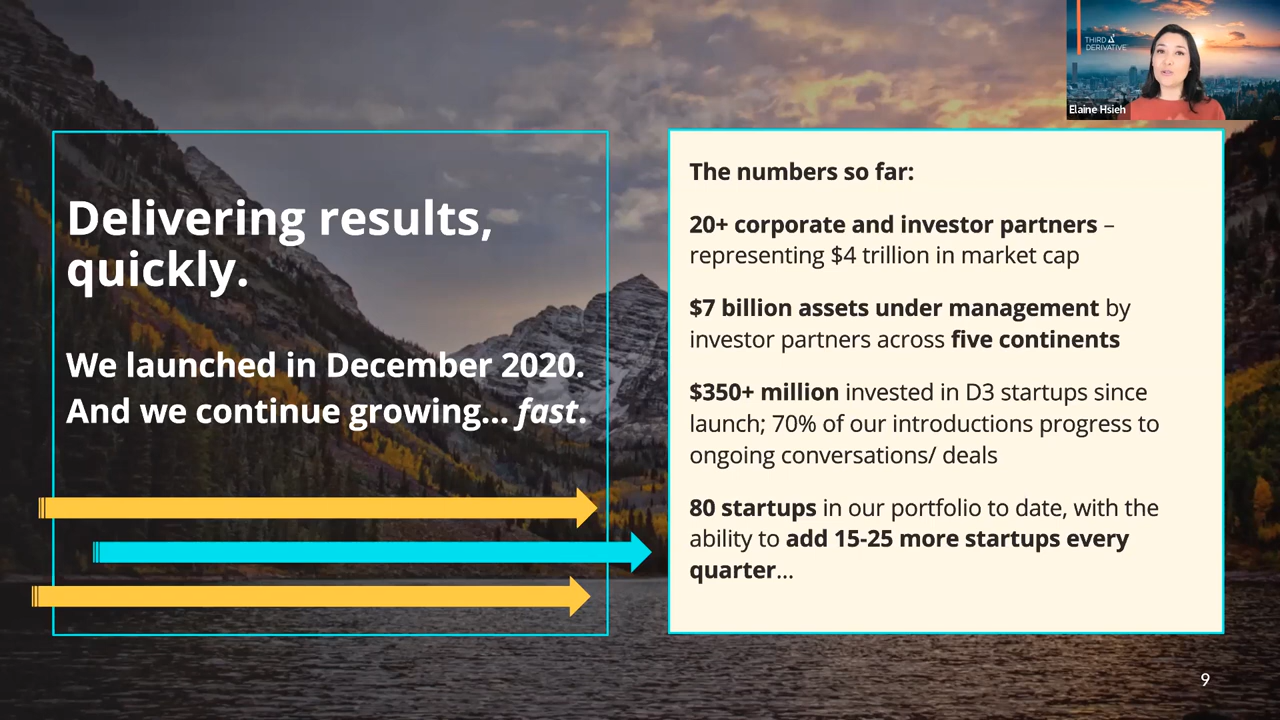 THIRD
DERIVATIVE
Elaine Hsieh
Delivering results,
quickly.
We launched in December 2020.
And we continue growing... fast.
The numbers so far:
20+ corporate and investor partners –
representing $4 trillion in market cap
$7 billion assets under management by
investor partners across five continents
$350+ million invested in D3 startups since
launch; 70% of our introductions progress to
ongoing conversations/ deals
80 startups in our portfolio to date, with the
ability to add 15-25 more startups every
quarter...
9